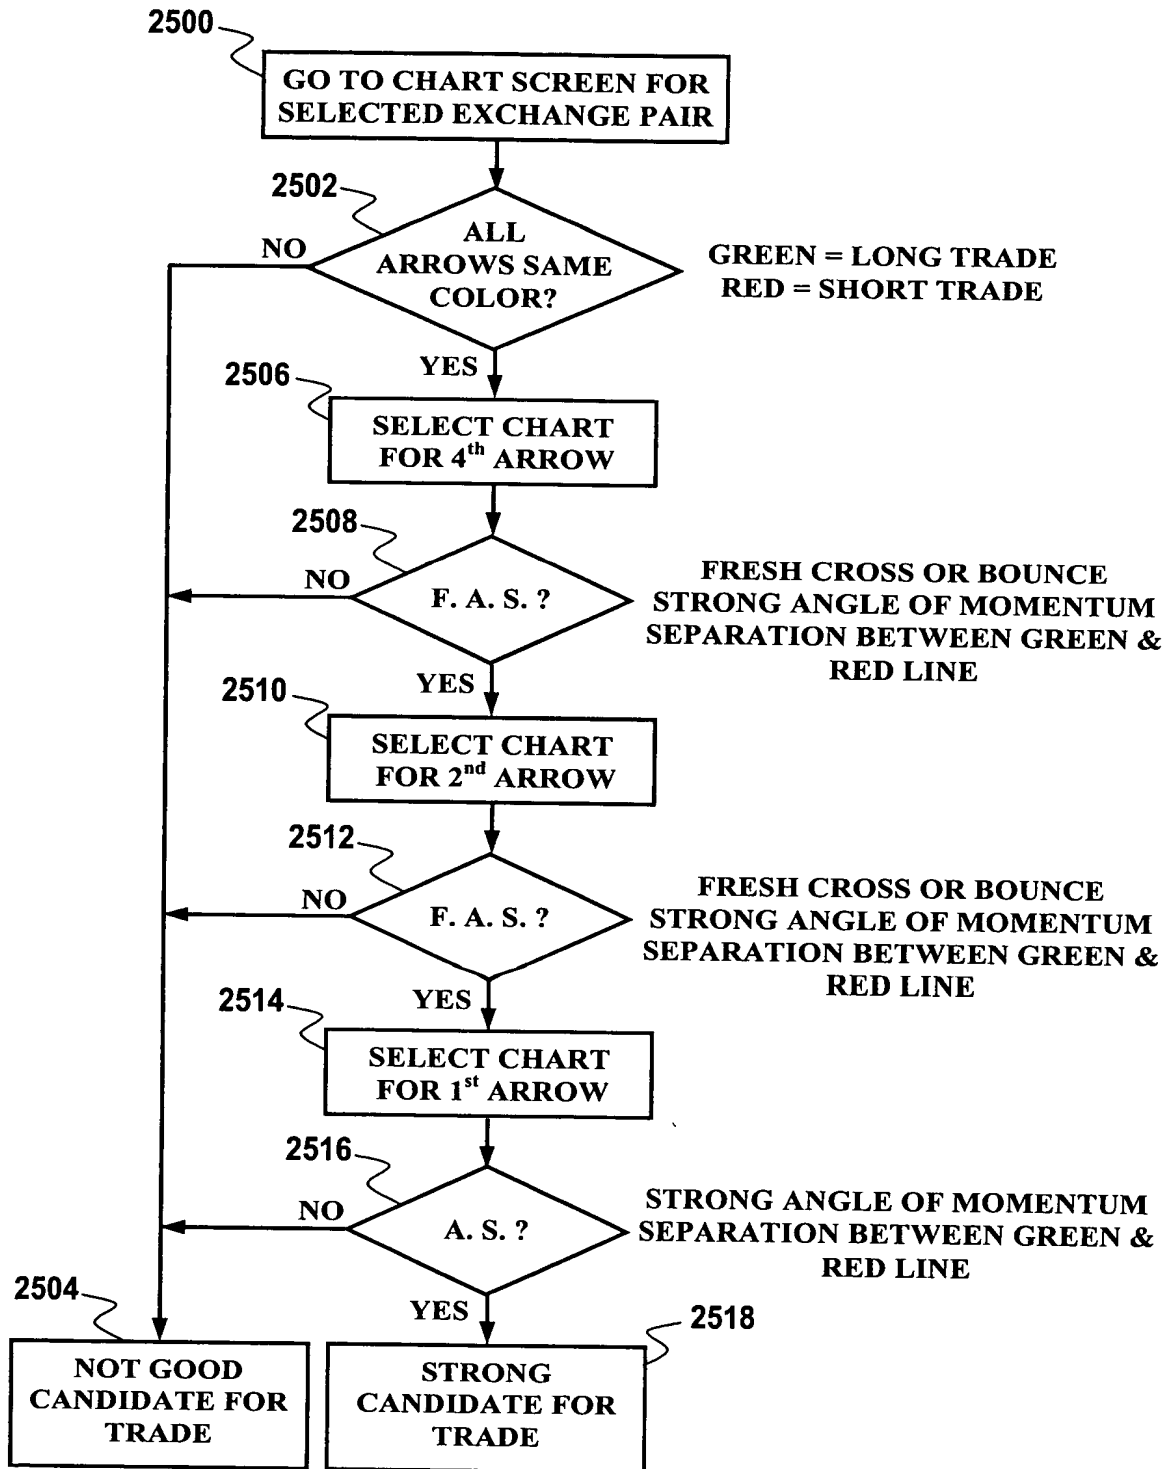 2500
GO TO CHART SCREEN FOR
SELECTED EXCHANGE PAIR
2502
ALL
ARROWS SAME
COLOR?
NO
GREEN = LONG TRADE
RED = SHORT TRADE
YES
2506
SELECT CHART
FOR 4th ARROW
2508
NO
F. A. S. ?
FRESH CROSS OR BOUNCE
STRONG ANGLE OF MOMENTUM
SEPARATION BETWEEN GREEN &
RED LINE
YES
2510
SELECT CHART
FOR 2nd ARROW
2512
NO
F. A. S. ?
FRESH CROSS OR BOUNCE
STRONG ANGLE OF MOMENTUM
SEPARATION BETWEEN GREEN &
RED LINE
YES
2514
SELECT CHART
FOR 1st ARROW
2516
NO
A. S. ?
STRONG ANGLE OF MOMENTUM
SEPARATION BETWEEN GREEN &
RED LINE
YES
2504
NOT GOOD
CANDIDATE FOR
TRADE
2518
STRONG
CANDIDATE FOR
TRADE